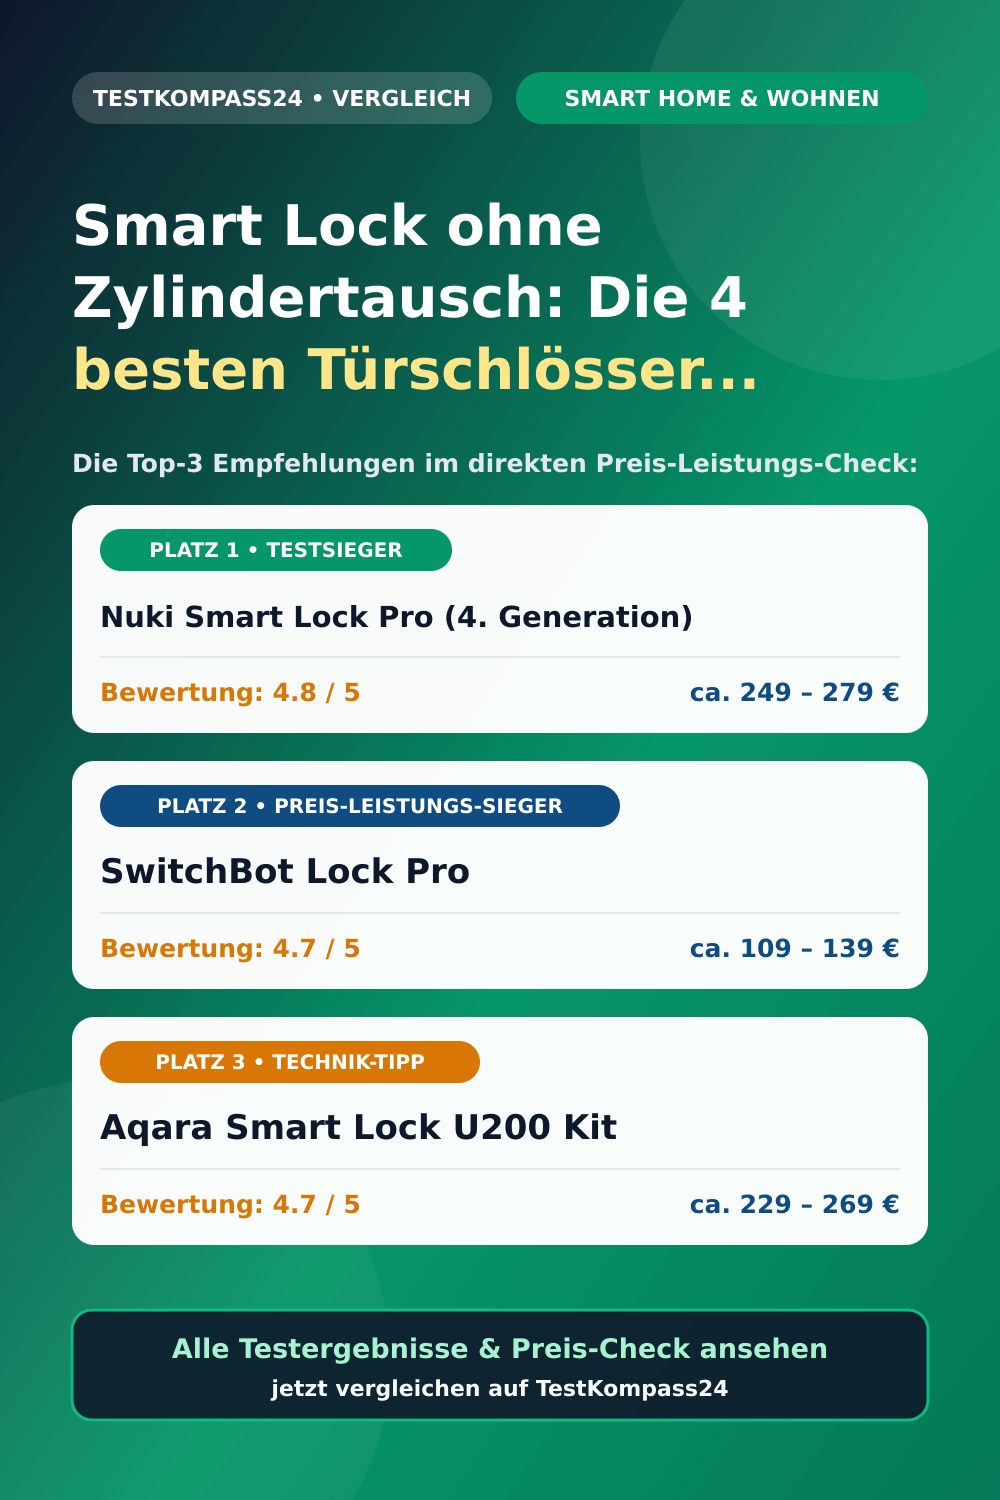 TESTKOMPASS24 • VERGLEICH
SMART HOME & WOHNEN
Smart Lock ohne
Zylindertausch: Die 4
besten Türschlösser...
Die Top-3 Empfehlungen im direkten Preis-Leistungs-Check:
PLATZ 1 • TESTSIEGER
Nuki Smart Lock Pro (4. Generation)
Bewertung: 4.8 / 5
ca. 249 – 279 €
PLATZ 2 • PREIS-LEISTUNGS-SIEGER
SwitchBot Lock Pro
Bewertung: 4.7 / 5
ca. 109 – 139 €
PLATZ 3 • TECHNIK-TIPP
Aqara Smart Lock U200 Kit
Bewertung: 4.7 / 5
ca. 229 – 269 €
Alle Testergebnisse & Preis-Check ansehen
jetzt vergleichen auf TestKompass24